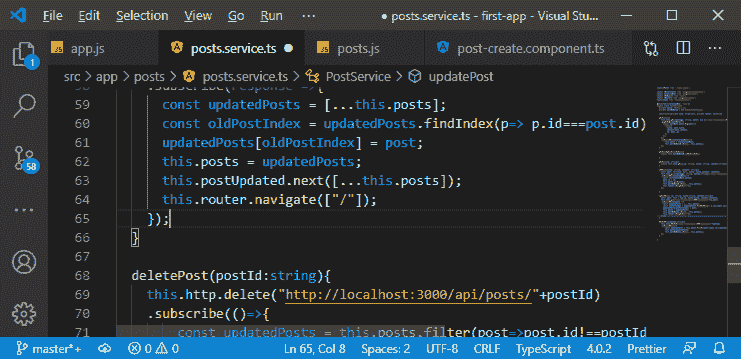 File Edit Selection View Go Run ··· ● posts.service.ts - first-app - Visual Stu...
app.js posts.service.ts ● posts.js post-create.component.ts ···
src > app > posts > posts.service.ts > PostService > updatePost
58 .subscribe(response =>{
59 const updatedPosts = [...this.posts];
60 const oldPostIndex = updatedPosts.findIndex(p=> p.id===post.id)
61 updatedPosts[oldPostIndex] = post;
62 this.posts = updatedPosts;
63 this.postUpdated.next([...this.posts]);
64 this.router.navigate(["/"]);
65 });
66 }
67
68 deletePost(postId:string){
69 this.http.delete("http://localhost:3000/api/posts/"+postId)
70 .subscribe(()=>{
71 const updatedPosts = this.posts.filter(post=>post.id!==postId
1
58
master*+ 0 0 Ln 65, Col 8 Spaces: 2 UTF-8 CRLF TypeScript 4.0.2 Prettier